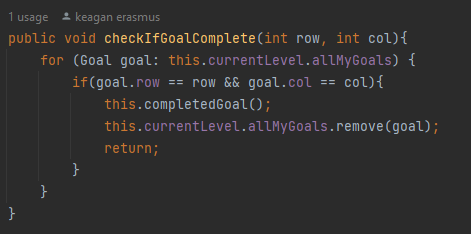 1 usage keagan erasmus
public void checkIfGoalComplete(int row, int col){
    for (Goal goal: this.currentLevel.allMyGoals) {
        if(goal.row == row && goal.col == col){
            this.completedGoal();
            this.currentLevel.allMyGoals.remove(goal);
            return;
        }
    }
}